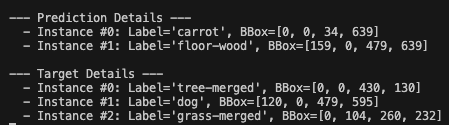 --- Prediction Details ---
- Instance #0: Label='carrot', BBox=[0, 0, 34, 639]
- Instance #1: Label='floor-wood', BBox=[159, 0, 479, 639]
--- Target Details ---
- Instance #0: Label='tree-merged', BBox=[0, 0, 430, 130]
- Instance #1: Label='dog', BBox=[120, 0, 479, 595]
- Instance #2: Label='grass-merged', BBox=[0, 104, 260, 232]